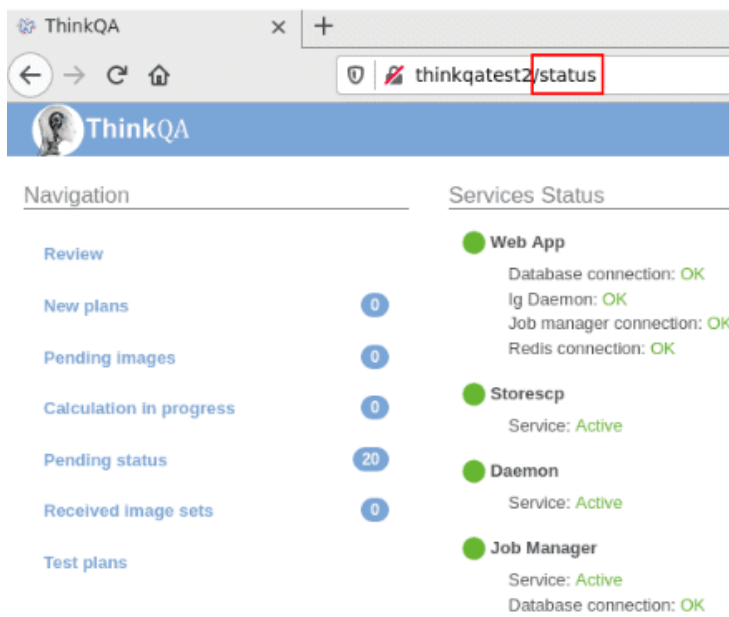 ThinkQA
thinkqatest2/status
ThinkQA
Navigation
Review
New plans 0
Pending images 0
Calculation in progress 0
Pending status 20
Received image sets 0
Test plans
Services Status
Web App
Database connection: OK
Ig Daemon: OK
Job manager connection: OK
Redis connection: OK
Storescp
Service: Active
Daemon
Service: Active
Job Manager
Service: Active
Database connection: OK